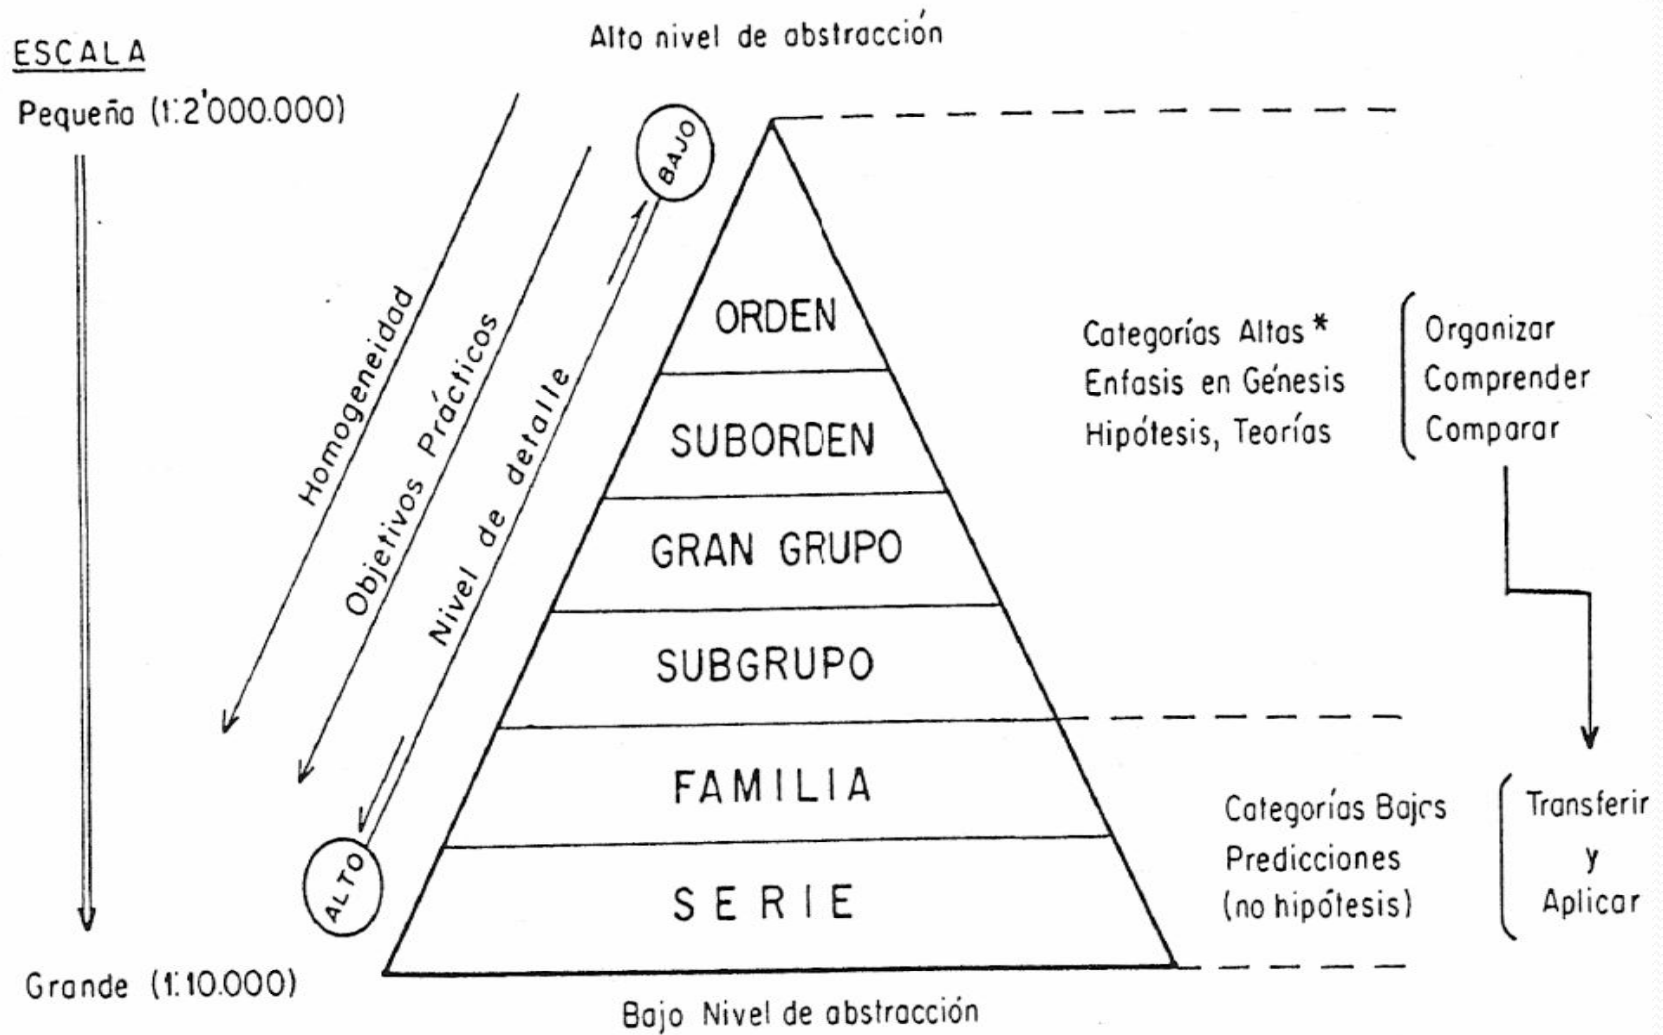 Alto nivel de abstracción
ESCALA
Pequeña (1:2'000.000)
BAJO
Homogeneidad
Objetivos Prácticos
Nivel de detalle
ALTO
ORDEN
SUBORDEN
GRAN GRUPO
SUBGRUPO
FAMILIA
SERIE
Categorías Altas *
Enfasis en Génesis
Hipótesis, Teorías
Organizar
Comprender
Comparar
Categorías Bajas
Predicciones
(no hipótesis)
Transferir
y
Aplicar
Grande (1:10.000)
Bajo Nivel de abstracción